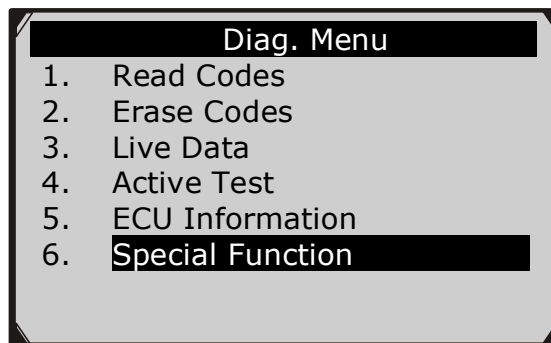 Diag. Menu
1. Read Codes
2. Erase Codes
3. Live Data
4. Active Test
5. ECU Information
6. Special Function